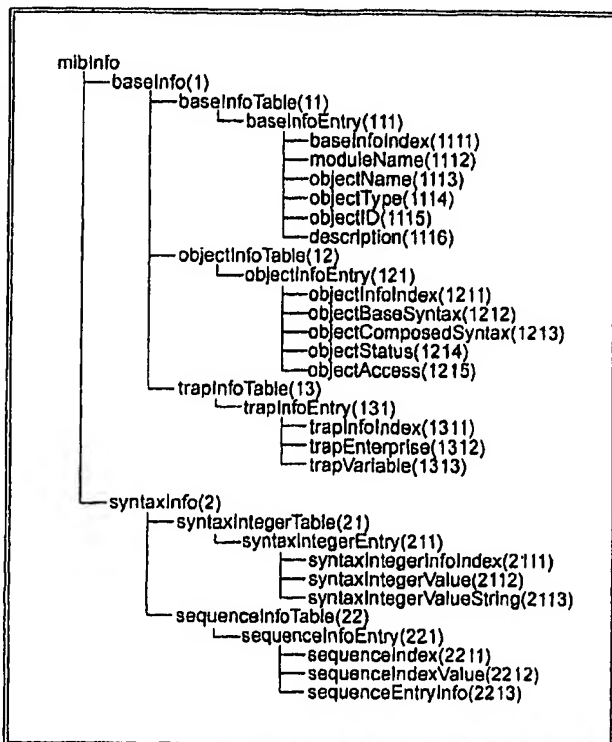 mibInfo
baseInfo(1)
baseInfoTable(11)
baseInfoEntry(111)
baseInfoIndex(1111)
moduleName(1112)
objectName(1113)
objectType(1114)
objectID(1115)
description(1116)
objectInfoTable(12)
objectInfoEntry(121)
objectInfoIndex(1211)
objectBaseSyntax(1212)
objectComposedSyntax(1213)
objectStatus(1214)
objectAccess(1215)
trapInfoTable(13)
trapInfoEntry(131)
trapInfoIndex(1311)
trapEnterprise(1312)
trapVariable(1313)
syntaxInfo(2)
syntaxIntegerTable(21)
syntaxIntegerEntry(211)
syntaxIntegerInfoIndex(2111)
syntaxIntegerValue(2112)
syntaxIntegerValueString(2113)
sequenceInfoTable(22)
sequenceInfoEntry(221)
sequenceIndex(2211)
sequenceIndexValue(2212)
sequenceEntryInfo(2213)